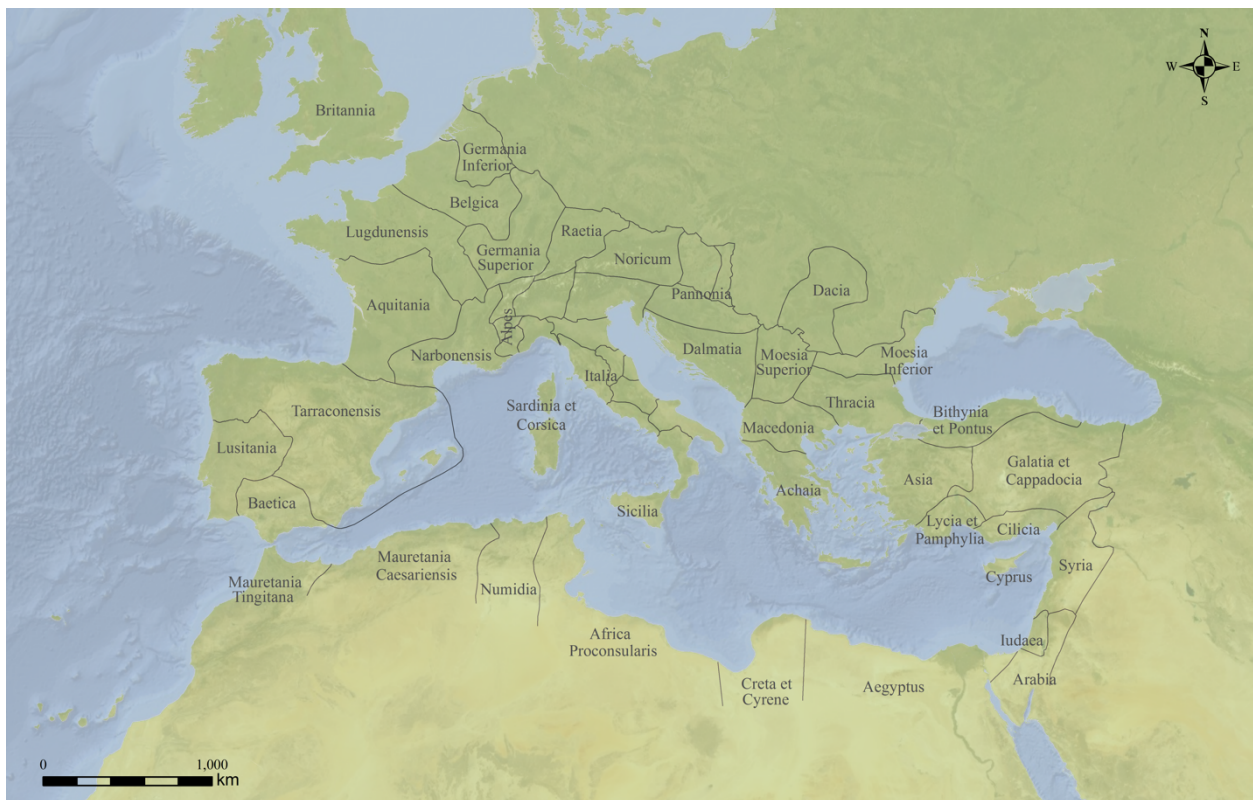 N
W E
S
Britannia
Germania
Inferior
Belgica
Lugdunensis
Raetia
Germania
Superior
Noricum
Aquitania
Pannonia
Dacia
Alpes
Narbonensis
Dalmatia
Moesia
Superior
Moesia
Inferior
Italia
Tarraconensis
Sardinia et
Corsica
Thracia
Bithynia
et Pontus
Macedonia
Lusitania
Asia
Galatia et
Cappadocia
Baetica
Achaia
Sicilia
Lycia et
Pamphylia
Cilicia
Mauretania
Caesariensis
Mauretania
Tingitana
Numidia
Cyprus
Syria
Africa
Proconsularis
Iudaea
Creta et
Cyrene
Aegyptus
Arabia
0 1,000
km